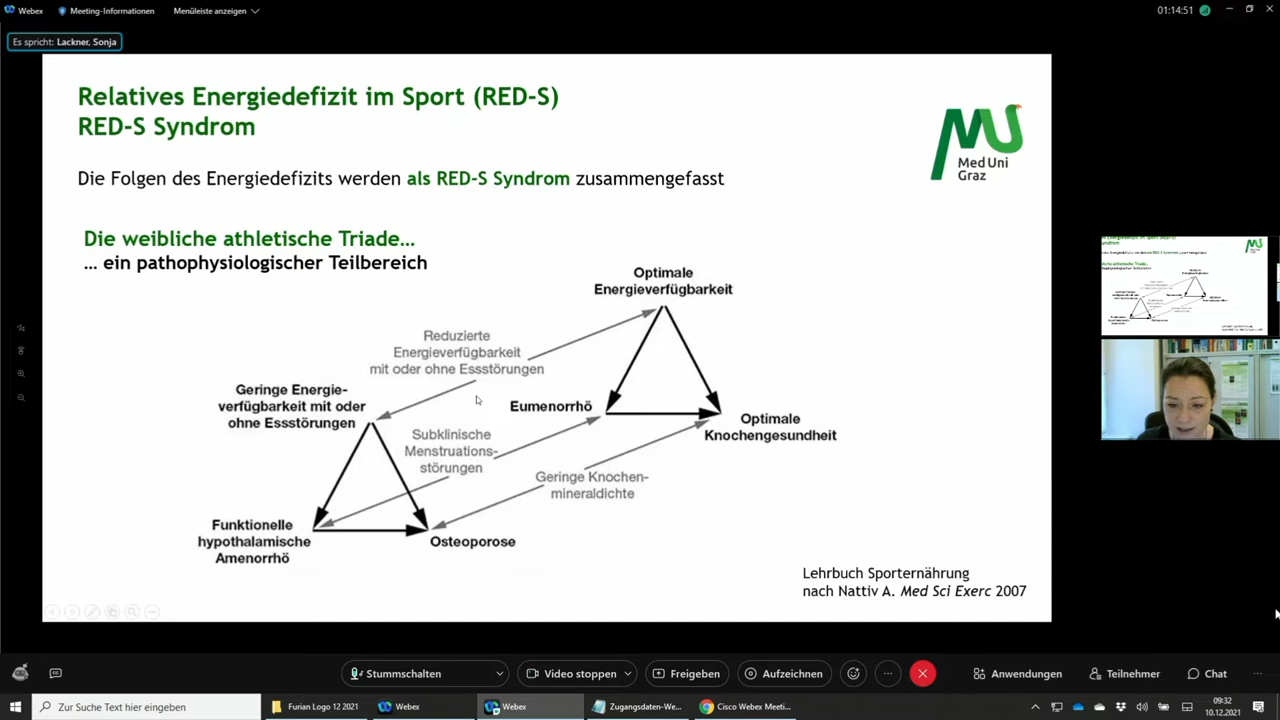 Webex
Meeting-Informationen
Menüleiste anzeigen
01:14:51
Es spricht: Lackner, Sonja
Relatives Energiedefizit im Sport (RED-S)
RED-S Syndrom
Med Uni
Graz
Die Folgen des Energiedefizits werden als RED-S Syndrom zusammengefasst
Die weibliche athletische Triade…
… ein pathophysiologischer Teilbereich
Optimale
Energieverfügbarkeit
Reduzierte
Energieverfügbarkeit
mit oder ohne Essstörungen
Geringe Energie-
verfügbarkeit mit oder
ohne Essstörungen
Eumenorrhö
Optimale
Knochengesundheit
Subklinische
Menstruations-
störungen
Geringe Knochen-
mineraldichte
Funktionelle
hypothalamische
Amenorrhö
Osteoporose
Lehrbuch Sporternährung
nach Nattiv A. Med Sci Exerc 2007
Stummschalten
Video stoppen
Freigeben
Aufzeichnen
Anwendungen
Teilnehmer
Chat
Zur Suche Text hier eingeben
Furian Logo 12 2021
Webex
Webex
Zugangsdaten-We...
Cisco Webex Meeti...
09:32
10.12.2021